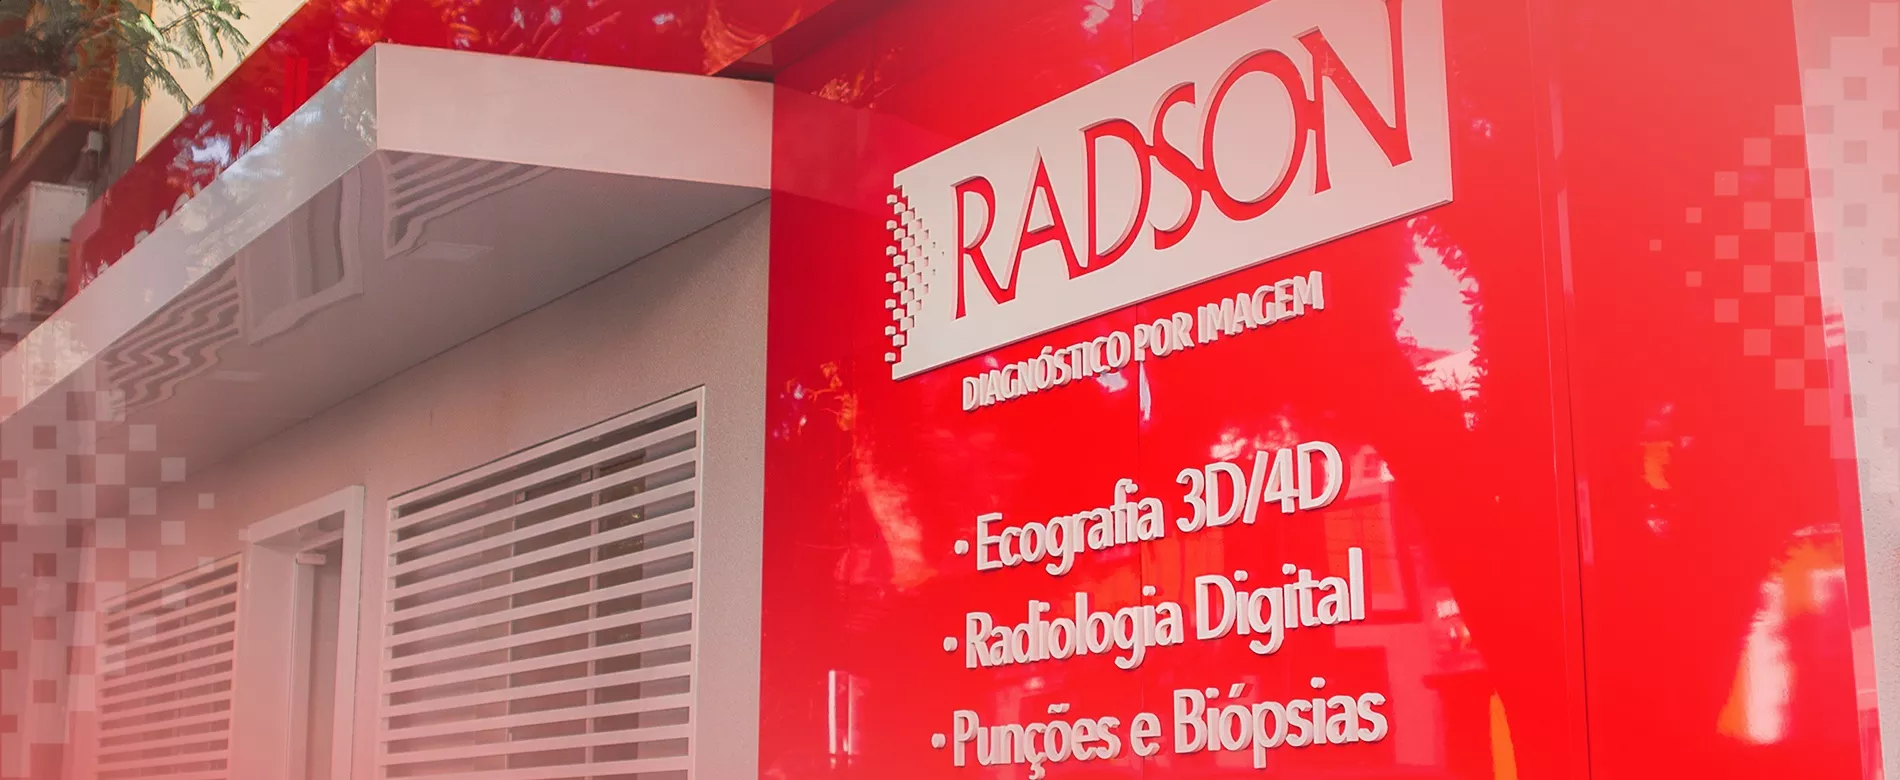 RADSON
DIAGNÓSTICO POR IMAGEM
· Ecografia 3D/4D
· Radiologia Digital
· Punções e Biópsias